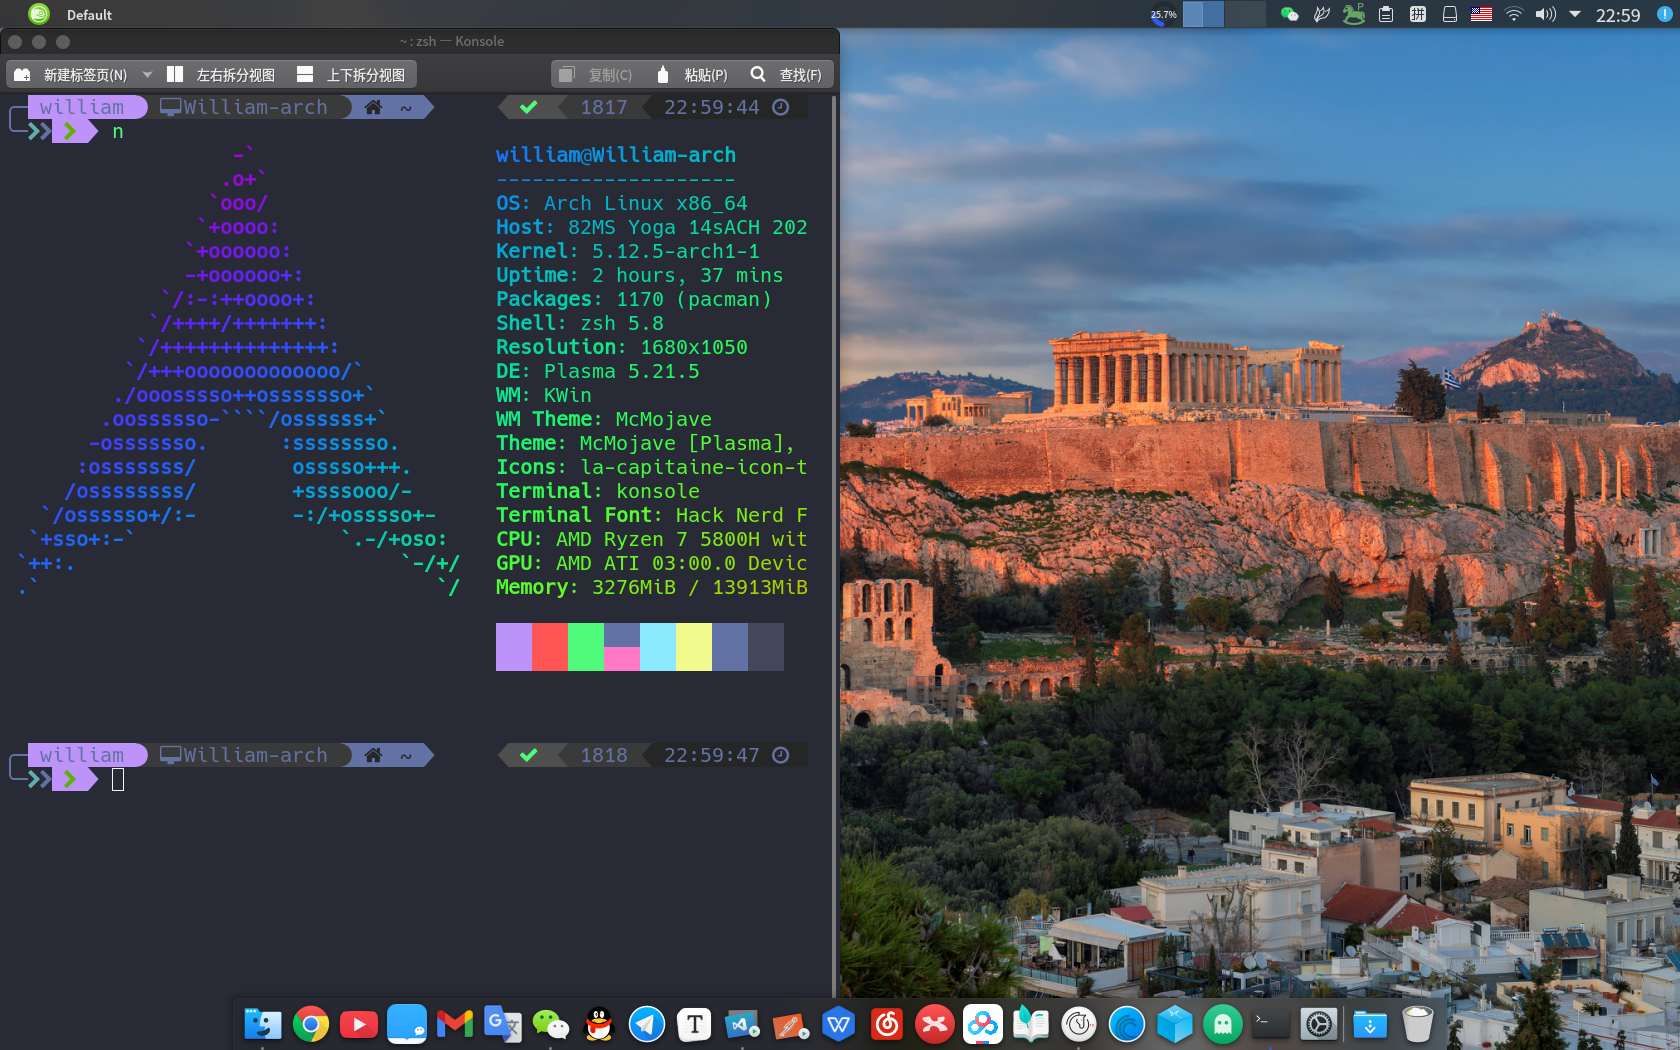 Default
25.7%
P
拼
22:59
~ : zsh — Konsole
新建标签页(N)
左右拆分视图
上下拆分视图
复制(C)
粘贴(P)
查找(F)
william William-arch ~ 1817 22:59:44
n
-`
.o+`
`ooo/
`+oooo:
`+oooooo:
-+oooooo+:
`/:-:++oooo+:
`/++++/+++++++:
`/++++++++++++++:
`/+++ooooooooooooo/`
./ooosssso++osssssso+`
.oossssso-````/ossssss+`
-osssssso.      :ssssssso.
:osssssss/        osssso+++.
/ossssssss/        +ssssooo/-
`/ossssso+/:-        -:/+osssso+-
`+sso+:-`                 `.-/+oso:
`++:.                           `-/+/
.`                                 `/
william@William-arch
--------------------
OS: Arch Linux x86_64
Host: 82MS Yoga 14sACH 202
Kernel: 5.12.5-arch1-1
Uptime: 2 hours, 37 mins
Packages: 1170 (pacman)
Shell: zsh 5.8
Resolution: 1680x1050
DE: Plasma 5.21.5
WM: KWin
WM Theme: McMojave
Theme: McMojave [Plasma],
Icons: la-capitaine-icon-t
Terminal: konsole
Terminal Font: Hack Nerd F
CPU: AMD Ryzen 7 5800H wit
GPU: AMD ATI 03:00.0 Devic
Memory: 3276MiB / 13913MiB
william William-arch ~ 1818 22:59:47